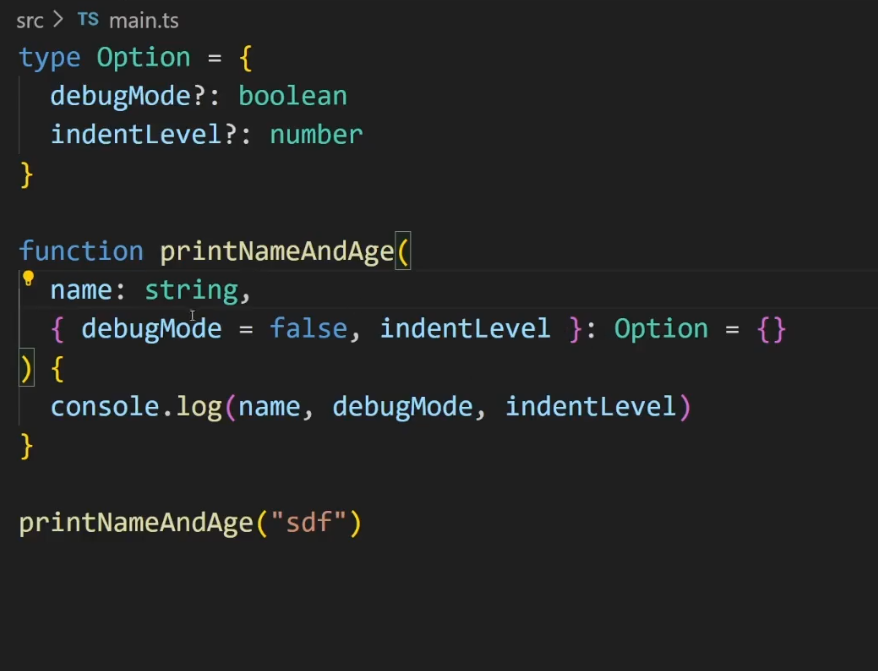 src > TS main.ts
type Option = {
  debugMode?: boolean
  indentLevel?: number
}
function printNameAndAge(
  name: string,
  { debugMode = false, indentLevel }: Option = {}
) {
  console.log(name, debugMode, indentLevel)
}
printNameAndAge("sdf")